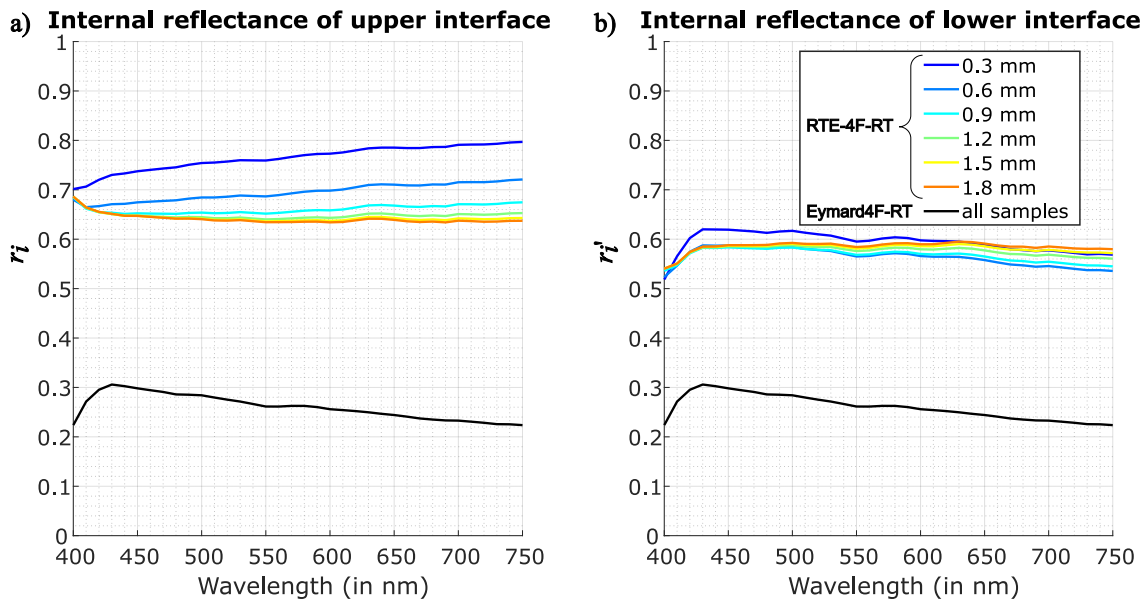 a) Internal reflectance of upper interface
1
0.9
0.8
0.7
0.6
0.5
0.4
0.3
0.2
0.1
0
ri
400 450 500 550 600 650 700 750
Wavelength (in nm)
b) Internal reflectance of lower interface
1
0.9
0.8
0.7
0.6
0.5
0.4
0.3
0.2
0.1
0
ri'
RTE-4F-RT
0.3 mm
0.6 mm
0.9 mm
1.2 mm
1.5 mm
1.8 mm
Eymard4F-RT all samples
400 450 500 550 600 650 700 750
Wavelength (in nm)